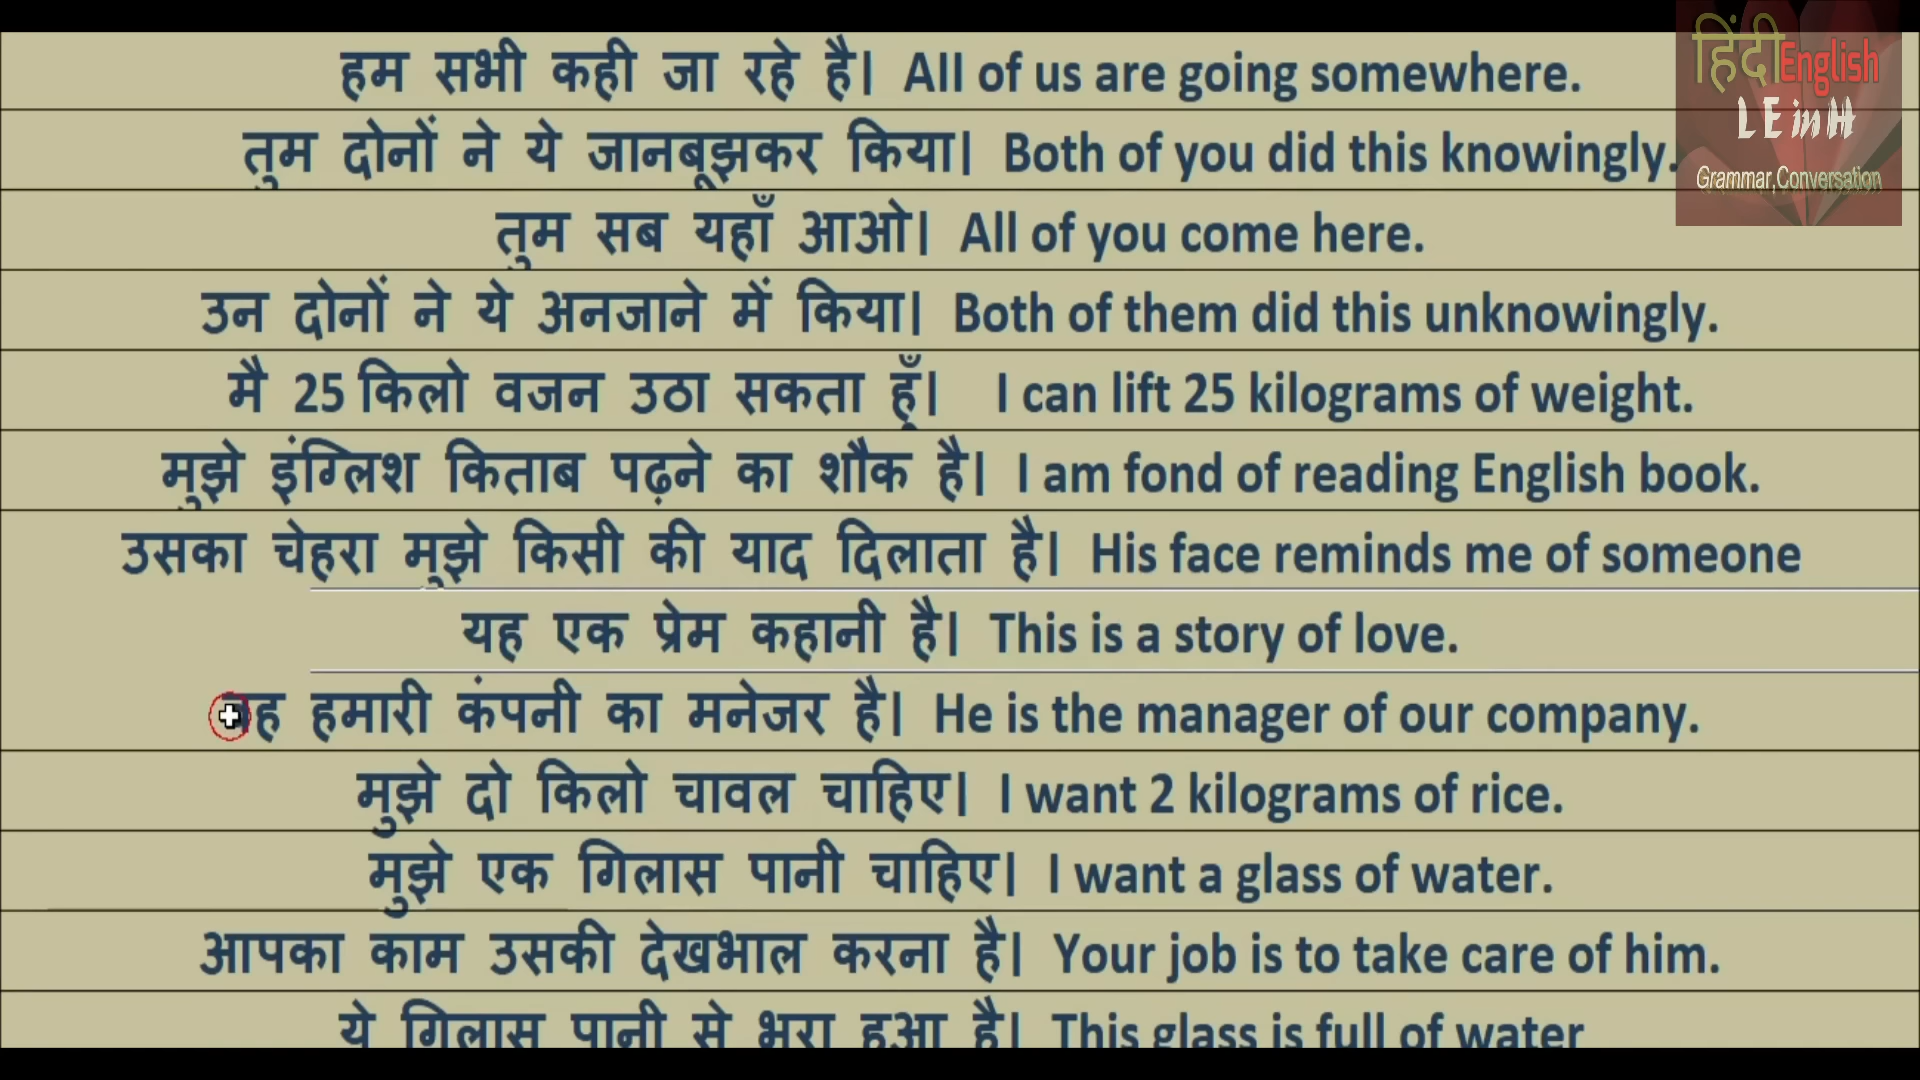 हम सभी कही जा रहे है| All of us are going somewhere.
तुम दोनों ने ये जानबूझकर किया| Both of you did this knowingly.
तुम सब यहाँ आओ| All of you come here.
उन दोनों ने ये अनजाने में किया| Both of them did this unknowingly.
मै 25 किलो वजन उठा सकता हूँ| I can lift 25 kilograms of weight.
मुझे इंग्लिश किताब पढ़ने का शौक है| I am fond of reading English book.
उसका चेहरा मुझे किसी की याद दिलाता है| His face reminds me of someone
यह एक प्रेम कहानी है| This is a story of love.
हमारी कंपनी का मनेजर है| He is the manager of our company.
मुझे दो किलो चावल चाहिए| I want 2 kilograms of rice.
मुझे एक गिलास पानी चाहिए| I want a glass of water.
आपका काम उसकी देखभाल करना है| Your job is to take care of him.
ये गिलास पानी से भरा हुआ है| This glass is full of water
हिंदी English
L E in H
Grammar,Conversation